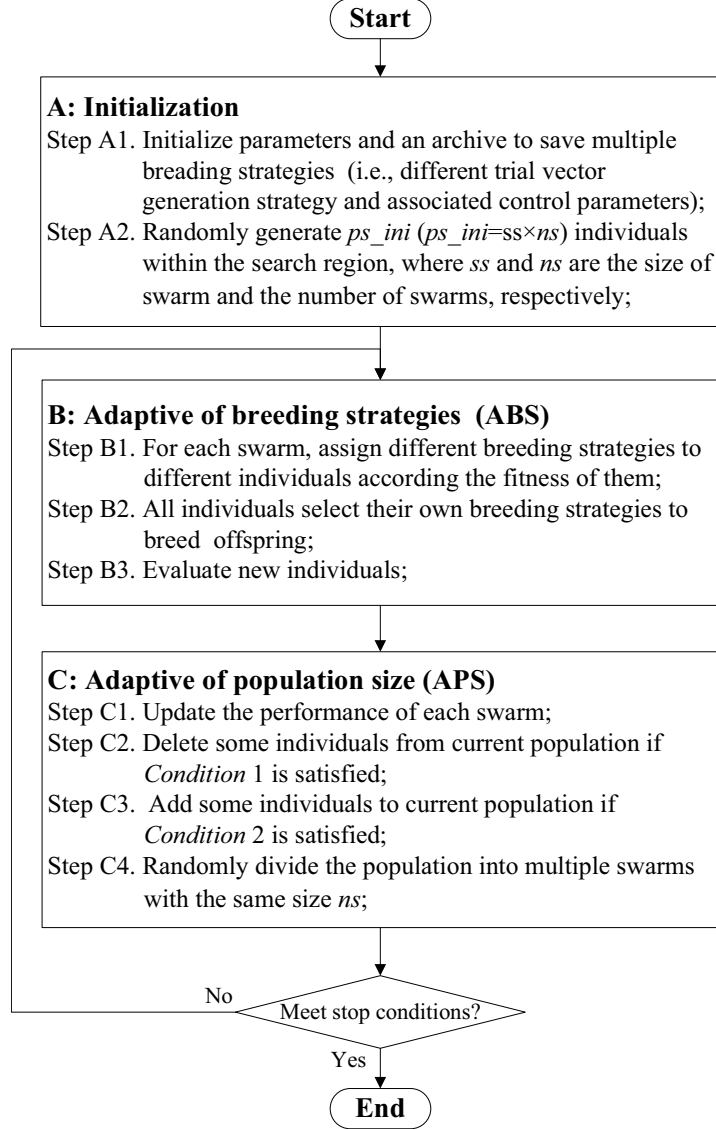 Start
A: Initialization
Step A1. Initialize parameters and an archive to save multiple
breading strategies (i.e., different trial vector
generation strategy and associated control parameters);
Step A2. Randomly generate ps_ini (ps_ini=ss×ns) individuals
within the search region, where ss and ns are the size of
swarm and the number of swarms, respectively;
B: Adaptive of breeding strategies (ABS)
Step B1. For each swarm, assign different breeding strategies to
different individuals according the fitness of them;
Step B2. All individuals select their own breeding strategies to
breed offspring;
Step B3. Evaluate new individuals;
C: Adaptive of population size (APS)
Step C1. Update the performance of each swarm;
Step C2. Delete some individuals from current population if
Condition 1 is satisfied;
Step C3. Add some individuals to current population if
Condition 2 is satisfied;
Step C4. Randomly divide the population into multiple swarms
with the same size ns;
No
Meet stop conditions?
Yes
End